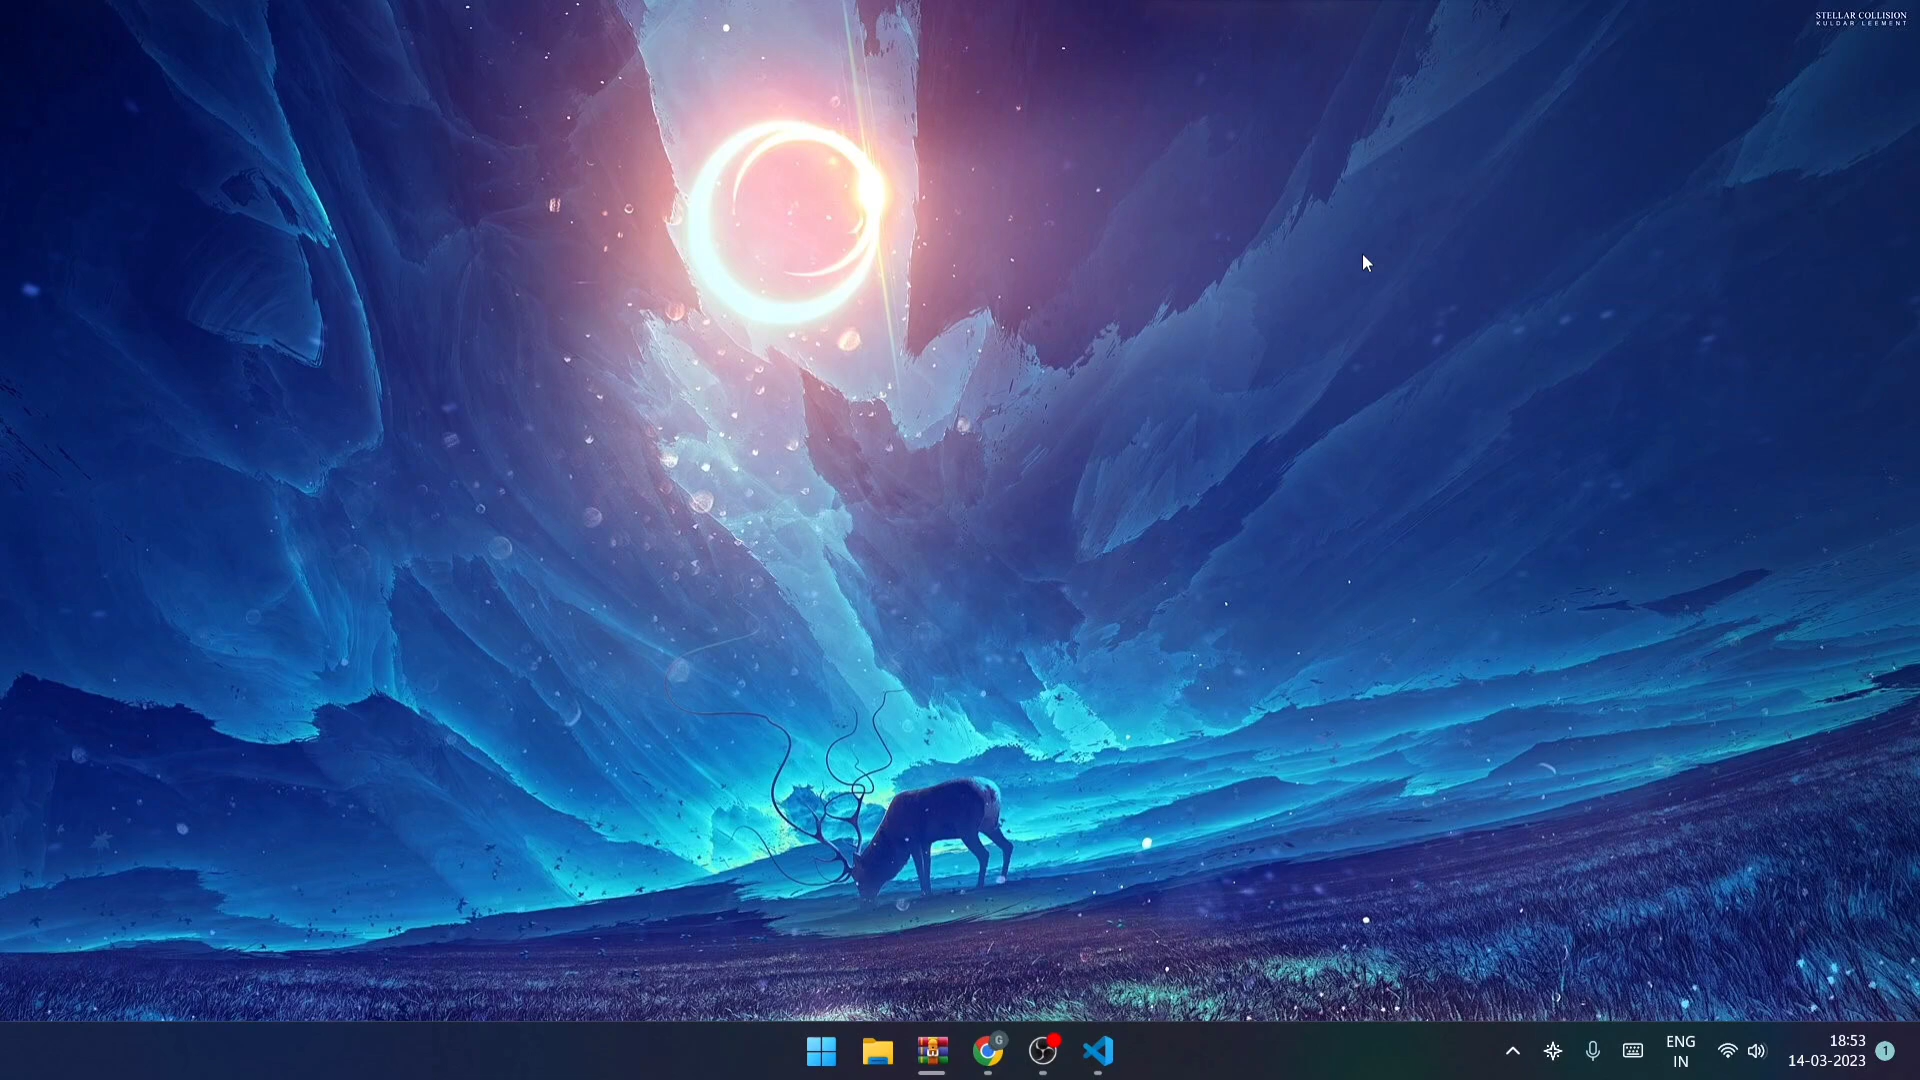 STELLAR COLLISION
KULDAR LEEMENT
G
ENG
IN
18:53
14-03-2023
1